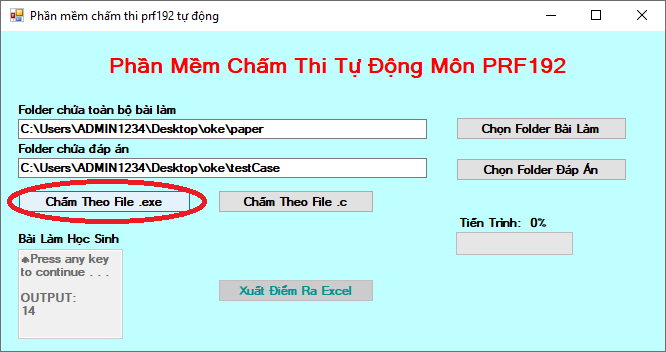 Phần mềm chấm thi prf192 tự động
Phần Mềm Chấm Thi Tự Động Môn PRF192
Folder chứa toàn bộ bài làm
C:\Users\ADMIN1234\Desktop\oke\paper
Chọn Folder Bài Làm
Folder chứa đáp án
C:\Users\ADMIN1234\Desktop\oke\testCase
Chọn Folder Đáp Án
Chấm Theo File .exe
Chấm Theo File .c
Tiến Trình: 0%
Bài Làm Học Sinh
♠Press any key
to continue . . .
OUTPUT:
14
Xuất Điểm Ra Excel